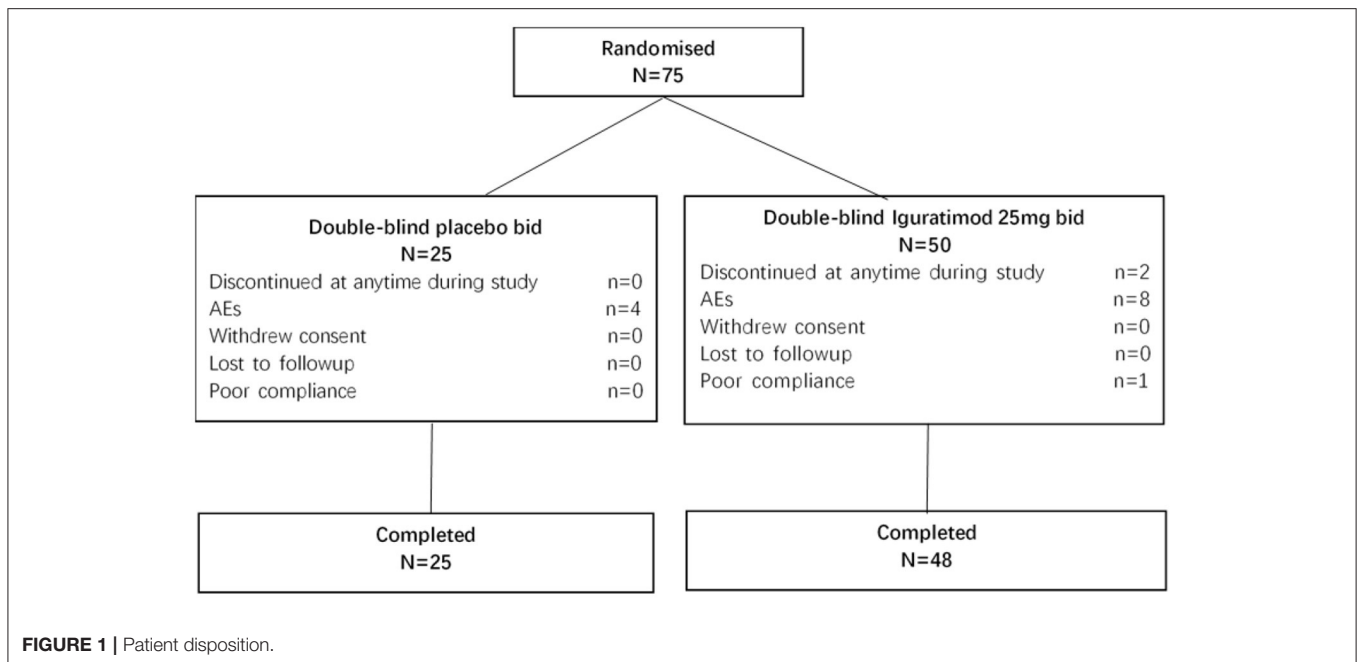 Randomised
N=75
Double-blind placebo bid
N=25
Discontinued at anytime during study n=0
AEs n=4
Withdrew consent n=0
Lost to followup n=0
Poor compliance n=0
Double-blind Iguratimod 25mg bid
N=50
Discontinued at anytime during study n=2
AEs n=8
Withdrew consent n=0
Lost to followup n=0
Poor compliance n=1
Completed
N=25
Completed
N=48
FIGURE 1 | Patient disposition.